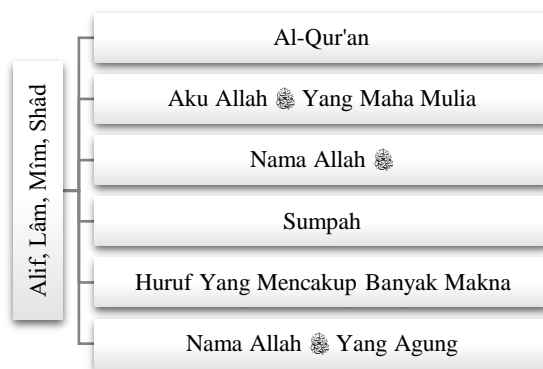 Alif, Lâm, Mîm, Shâd
Al-Qur'an
Aku Allah ﷻ Yang Maha Mulia
Nama Allah ﷻ
Sumpah
Huruf Yang Mencakup Banyak Makna
Nama Allah ﷻ Yang Agung